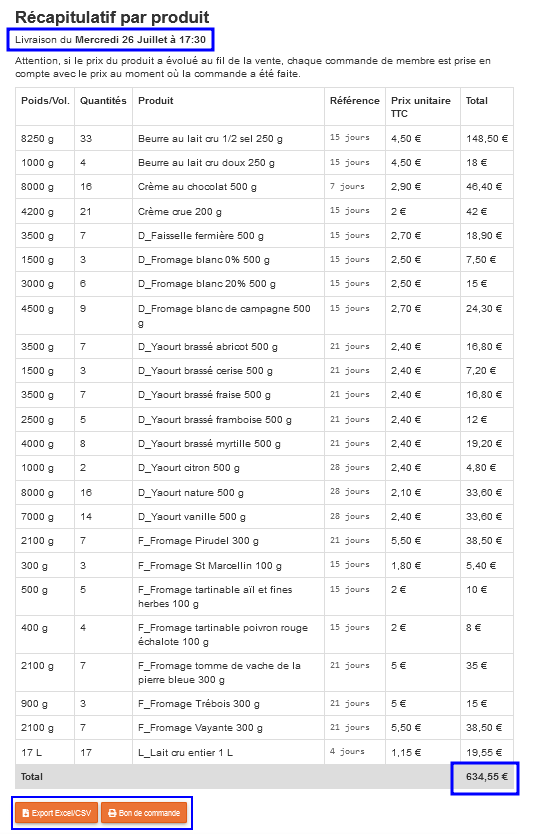 Récapitulatif par produit
Livraison du Mercredi 26 Juillet à 17:30
Attention, si le prix du produit a évolué au fil de la vente, chaque commande de membre est prise en
compte avec le prix au moment où la commande a été faite.
Poids/Vol. Quantités Produit Référence Prix unitaire TTC Total
8250 g 33 Beurre au lait cru 1/2 sel 250 g 15 jours 4,50 € 148,50 €
1000 g 4 Beurre au lait cru doux 250 g 15 jours 4,50 € 18 €
8000 g 16 Crème au chocolat 500 g 7 jours 2,90 € 46,40 €
4200 g 21 Crème crue 200 g 15 jours 2 € 42 €
3500 g 7 D_Faisselle fermière 500 g 15 jours 2,70 € 18,90 €
1500 g 3 D_Fromage blanc 0% 500 g 15 jours 2,50 € 7,50 €
3000 g 6 D_Fromage blanc 20% 500 g 15 jours 2,50 € 15 €
4500 g 9 D_Fromage blanc de campagne 500 15 jours 2,70 € 24,30 €
g
3500 g 7 D_Yaourt brassé abricot 500 g 21 jours 2,40 € 16,80 €
1500 g 3 D_Yaourt brassé cerise 500 g 21 jours 2,40 € 7,20 €
3500 g 7 D_Yaourt brassé fraise 500 g 21 jours 2,40 € 16,80 €
2500 g 5 D_Yaourt brassé framboise 500 g 21 jours 2,40 € 12 €
4000 g 8 D_Yaourt brassé myrtille 500 g 21 jours 2,40 € 19,20 €
1000 g 2 D_Yaourt citron 500 g 28 jours 2,40 € 4,80 €
8000 g 16 D_Yaourt nature 500 g 28 jours 2,10 € 33,60 €
7000 g 14 D_Yaourt vanille 500 g 28 jours 2,40 € 33,60 €
2100 g 7 F_Fromage Pirudel 300 g 21 jours 5,50 € 38,50 €
300 g 3 F_Fromage St Marcellin 100 g 15 jours 1,80 € 5,40 €
500 g 5 F_Fromage tartinable aïl et fines 15 jours 2 € 10 €
herbes 100 g
400 g 4 F_Fromage tartinable poivron rouge 15 jours 2 € 8 €
échalote 100 g
2100 g 7 F_Fromage tomme de vache de la 21 jours 5 € 35 €
pierre bleue 300 g
900 g 3 F_Fromage Trébois 300 g 21 jours 5 € 15 €
2100 g 7 F_Fromage Vayante 300 g 21 jours 5,50 € 38,50 €
17 L 17 L_Lait cru entier 1 L 4 jours 1,15 € 19,55 €
Total 634,55 €
Export Excel/CSV Bon de commande